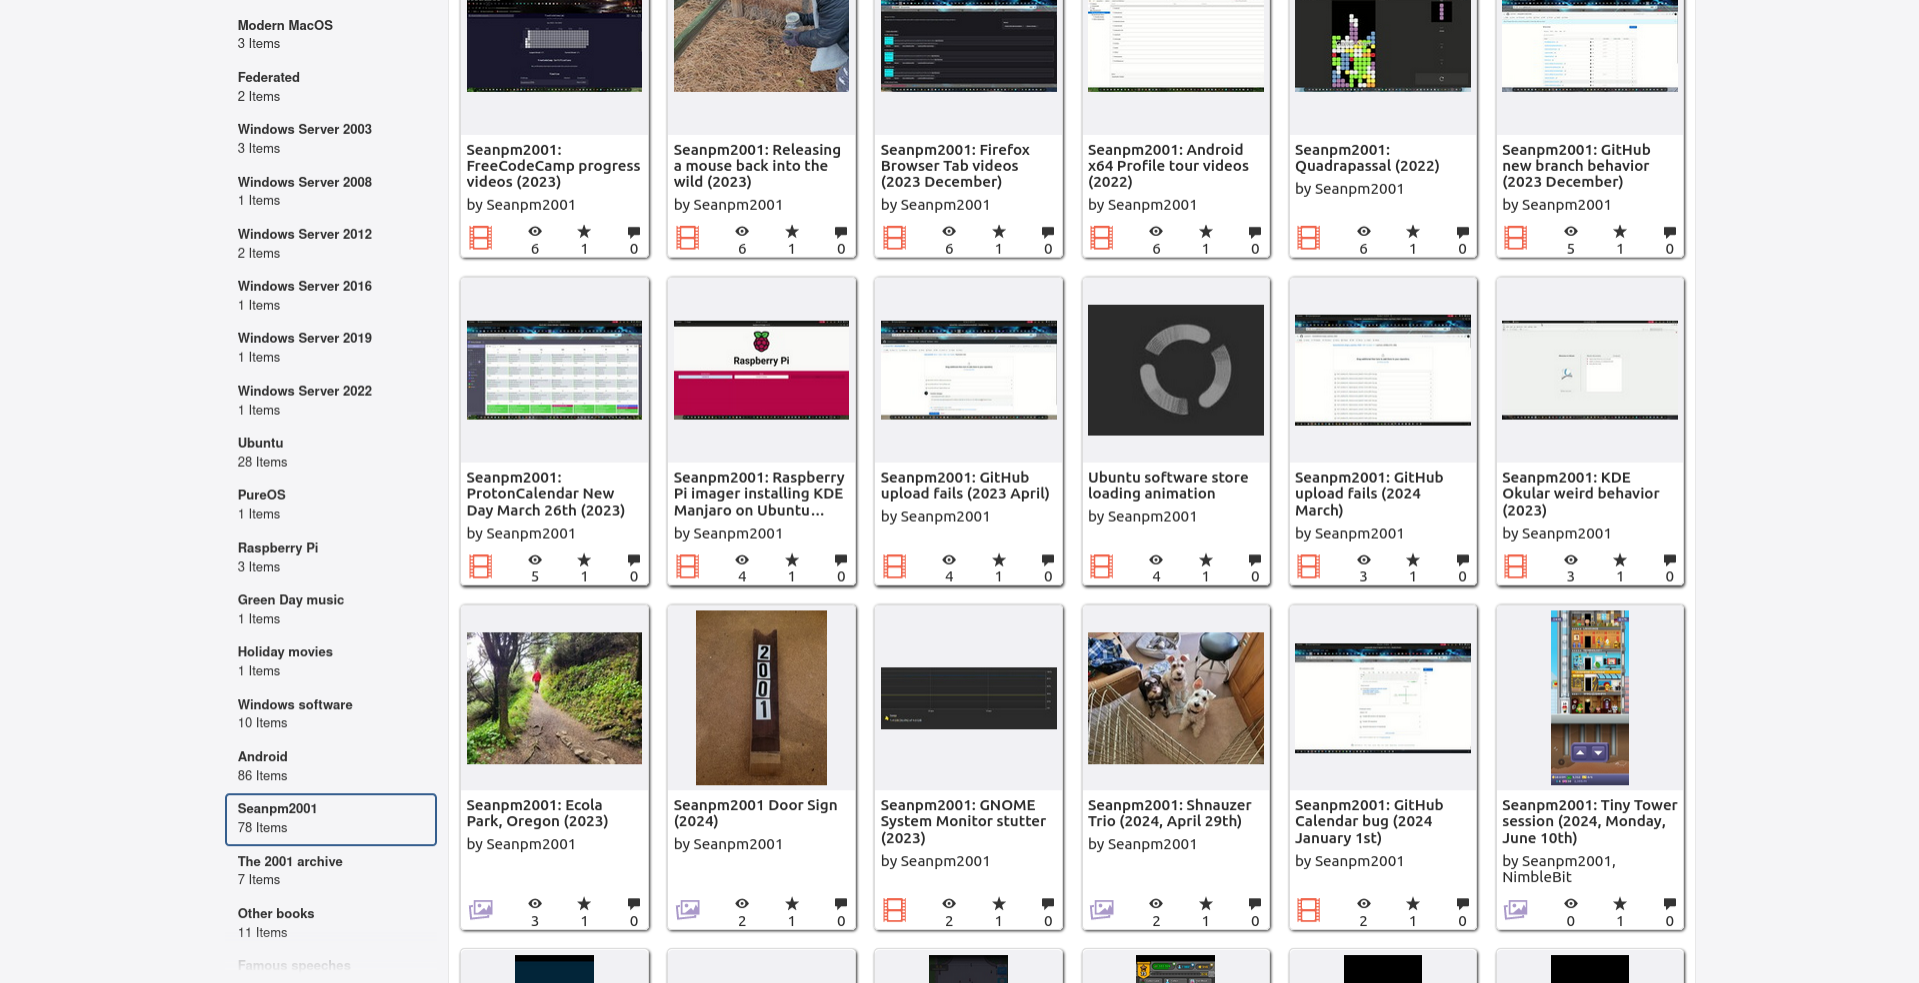 Modern MacOS
3 Items
Federated
2 Items
Windows Server 2003
3 Items
Windows Server 2008
1 Items
Windows Server 2012
2 Items
Windows Server 2016
1 Items
Windows Server 2019
1 Items
Windows Server 2022
1 Items
Ubuntu
28 Items
PureOS
1 Items
Raspberry Pi
3 Items
Green Day music
1 Items
Holiday movies
1 Items
Windows software
10 Items
Android
86 Items
Seanpm2001
78 Items
The 2001 archive
7 Items
Other books
11 Items
Famous speeches
Seanpm2001:
FreeCodeCamp progress
videos (2023)
by Seanpm2001
6 1 0
Seanpm2001: Releasing
a mouse back into the
wild (2023)
by Seanpm2001
6 1 0
Seanpm2001: Firefox
Browser Tab videos
(2023 December)
by Seanpm2001
6 1 0
Seanpm2001: Android
x64 Profile tour videos
(2022)
by Seanpm2001
6 1 0
Seanpm2001:
Quadrapassal (2022)
by Seanpm2001
6 1 0
Seanpm2001: GitHub
new branch behavior
(2023 December)
by Seanpm2001
5 1 0
Seanpm2001:
ProtonCalendar New
Day March 26th (2023)
by Seanpm2001
5 1 0
Raspberry Pi
Seanpm2001: Raspberry
Pi imager installing KDE
Manjaro on Ubuntu...
by Seanpm2001
4 1 0
Seanpm2001: GitHub
upload fails (2023 April)
by Seanpm2001
4 1 0
Ubuntu software store
loading animation
by Seanpm2001
4 1 0
Seanpm2001: GitHub
upload fails (2024
March)
by Seanpm2001
3 1 0
Seanpm2001: KDE
Okular weird behavior
(2023)
by Seanpm2001
3 1 0
Seanpm2001: Ecola
Park, Oregon (2023)
by Seanpm2001
3 1 0
2
0
0
1
Seanpm2001 Door Sign
(2024)
by Seanpm2001
2 1 0
Seanpm2001: GNOME
System Monitor stutter
(2023)
by Seanpm2001
2 1 0
Seanpm2001: Shnauzer
Trio (2024, April 29th)
by Seanpm2001
2 1 0
Seanpm2001: GitHub
Calendar bug (2024
January 1st)
by Seanpm2001
2 1 0
Seanpm2001: Tiny Tower
session (2024, Monday,
June 10th)
by Seanpm2001,
NimbleBit
0 1 0